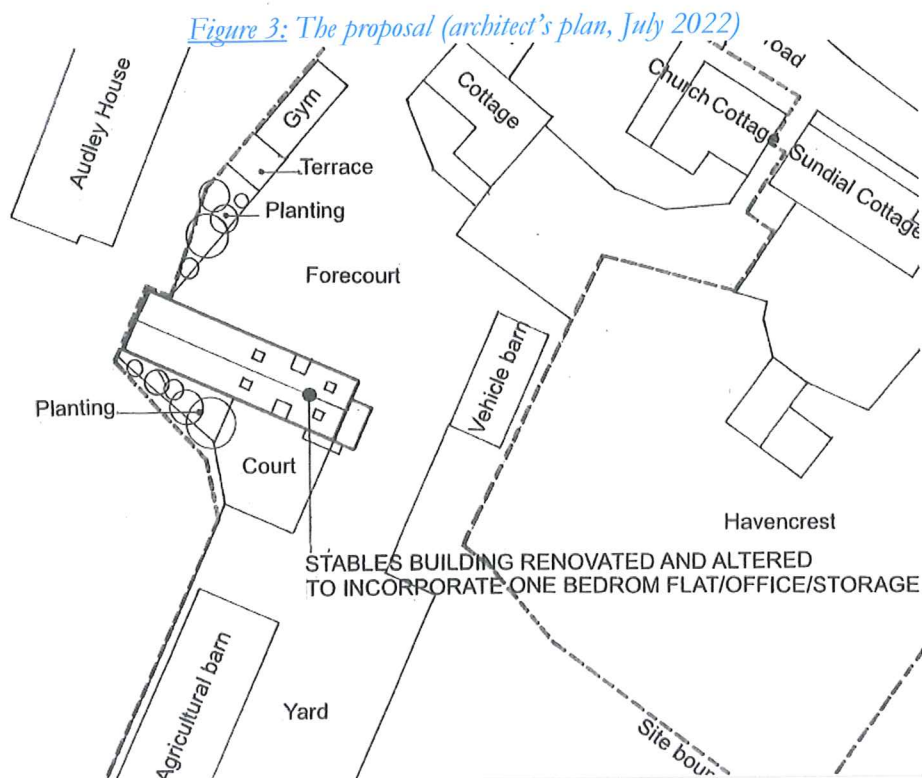 Figure 3: The proposal (architect's plan, July 2022)
Audley House
Gym
Terrace
Planting
Forecourt
Cottage
Church Cottage
Sundial Cottage
Vehicle barn
Planting
Court
Havencrest
STABLES BUILDING RENOVATED AND ALTERED
TO INCORPORATE ONE BEDROM FLAT/OFFICE/STORAGE
Agricultural barn
Yard
Site